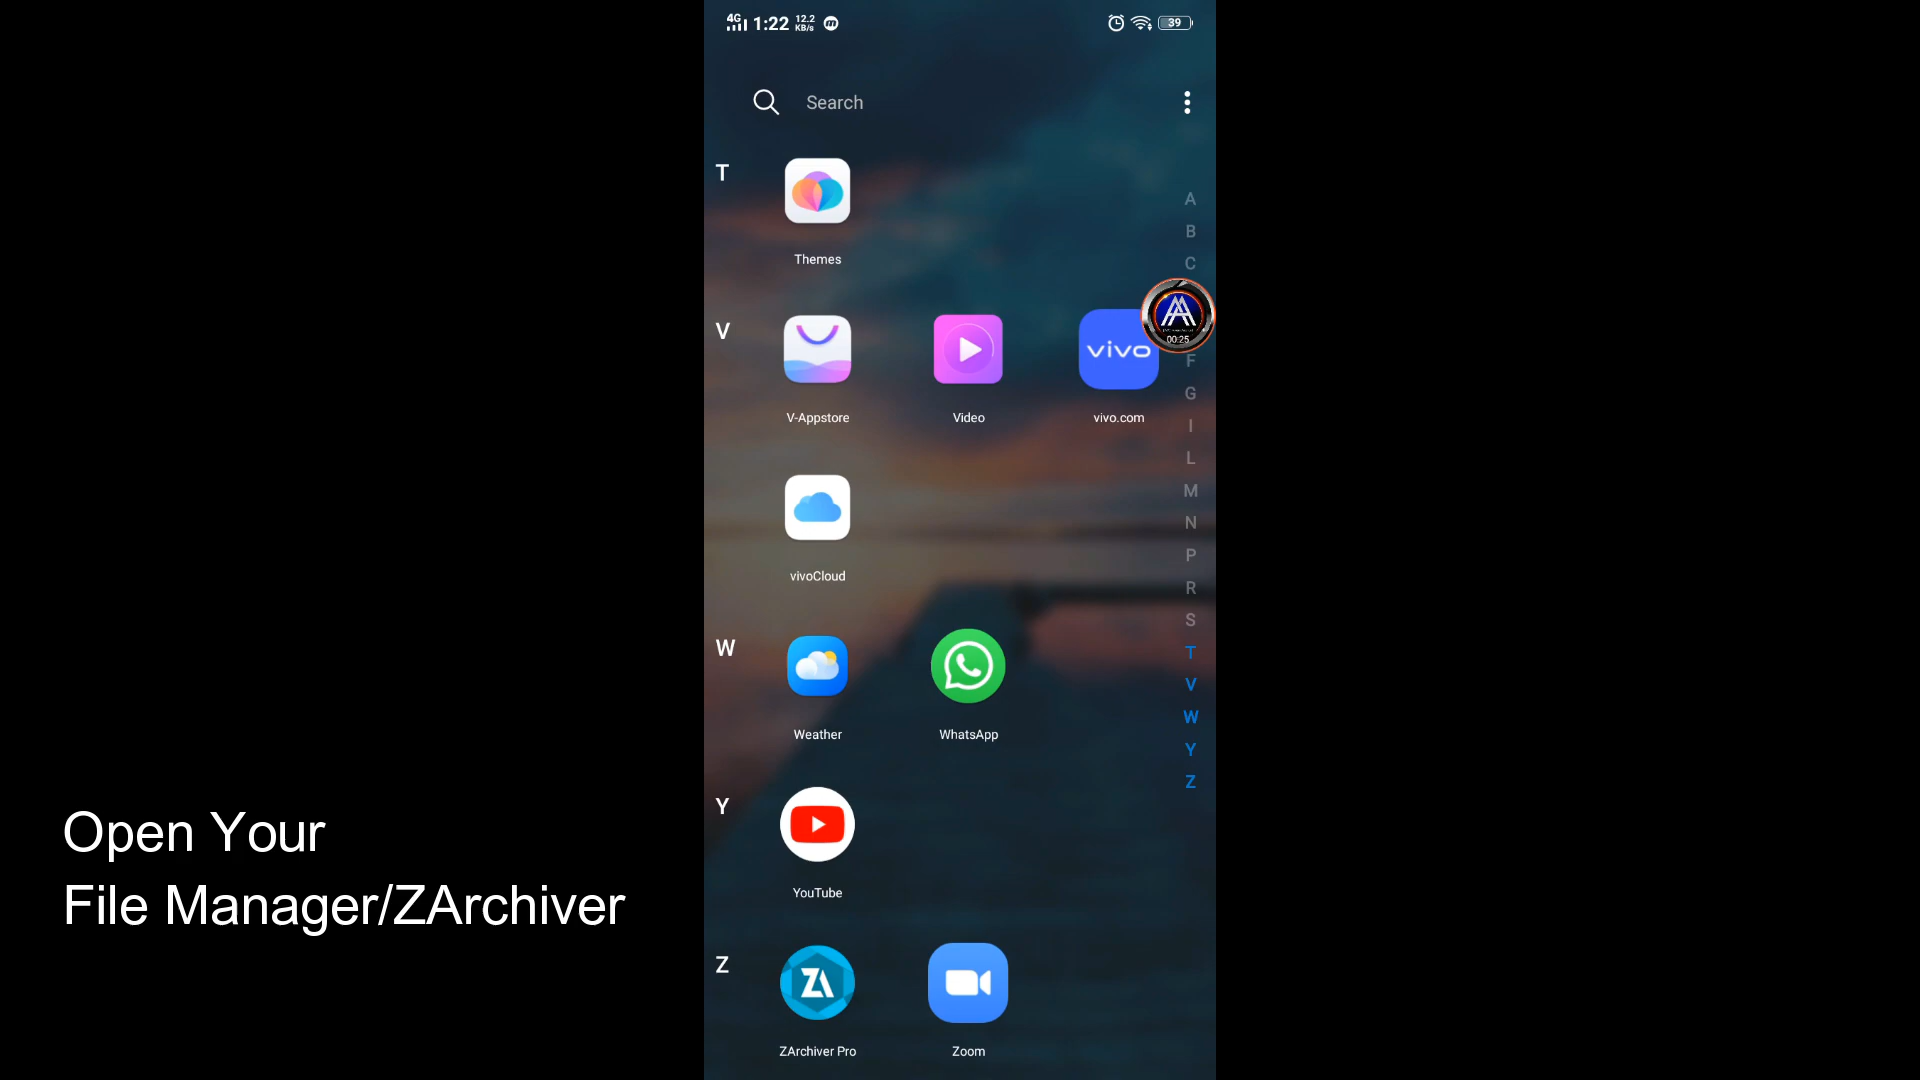 4G 1:22 12.2 KB/s m 39
Search
T
Themes
A
B
C
V
V-Appstore
Video
vivo
vivo.com
00:25
F
G
I
L
M
N
P
R
S
T
V
W
Y
Z
vivoCloud
W
Weather
WhatsApp
Y
YouTube
Z
ZA
ZArchiver Pro
Zoom
Open Your
File Manager/ZArchiver